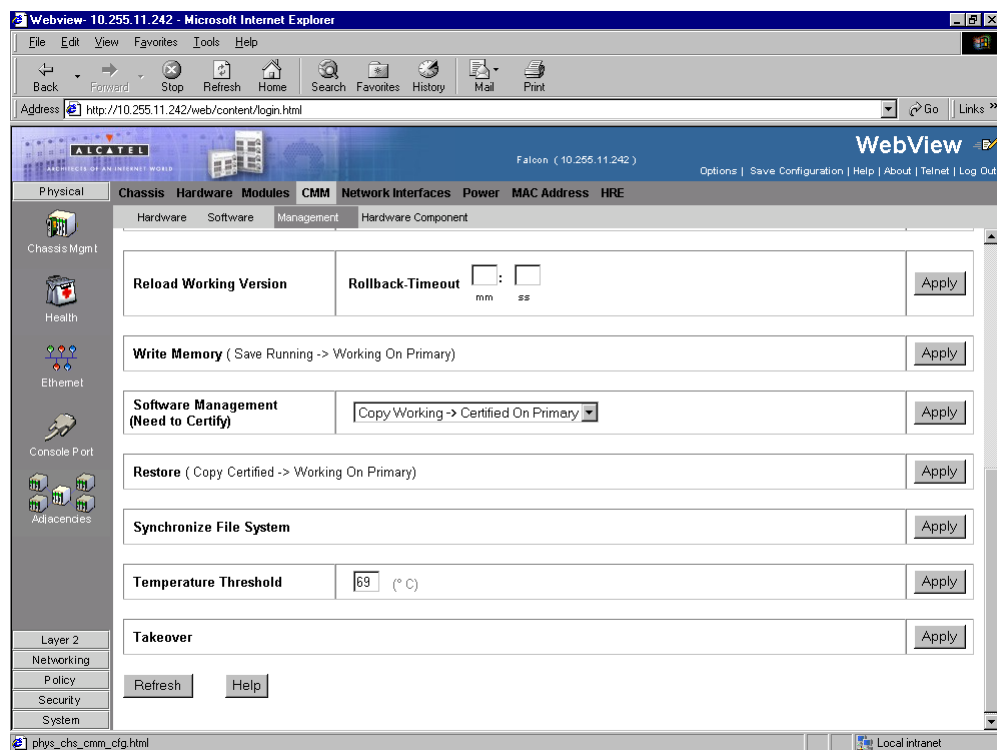 Webview- 10.255.11.242 - Microsoft Internet Explorer
File Edit View Favorites Tools Help
Back Forward Stop Refresh Home Search Favorites History Mail Print
Address http://10.255.11.242/web/content/login.html Go Links »
ALCATEL
ARCHITECTS OF AN INTERNET WORLD
Falcon ( 10.255.11.242 )
WebView
Options | Save Configuration | Help | About | Telnet | Log Out
Physical
Chassis Hardware Modules CMM Network Interfaces Power MAC Address HRE
Hardware Software Management Hardware Component
Chassis Mgmt
Health
Ethernet
Console Port
Adjacencies
Layer 2
Networking
Policy
Security
System
Reload Working Version Rollback-Timeout : Apply
mm ss
Write Memory ( Save Running -> Working On Primary) Apply
Software Management
(Need to Certify) Copy Working -> Certified On Primary Apply
Restore ( Copy Certified -> Working On Primary) Apply
Synchronize File System Apply
Temperature Threshold 69 (° C) Apply
Takeover Apply
Refresh Help
phys_chs_cmm_cfg.html Local intranet